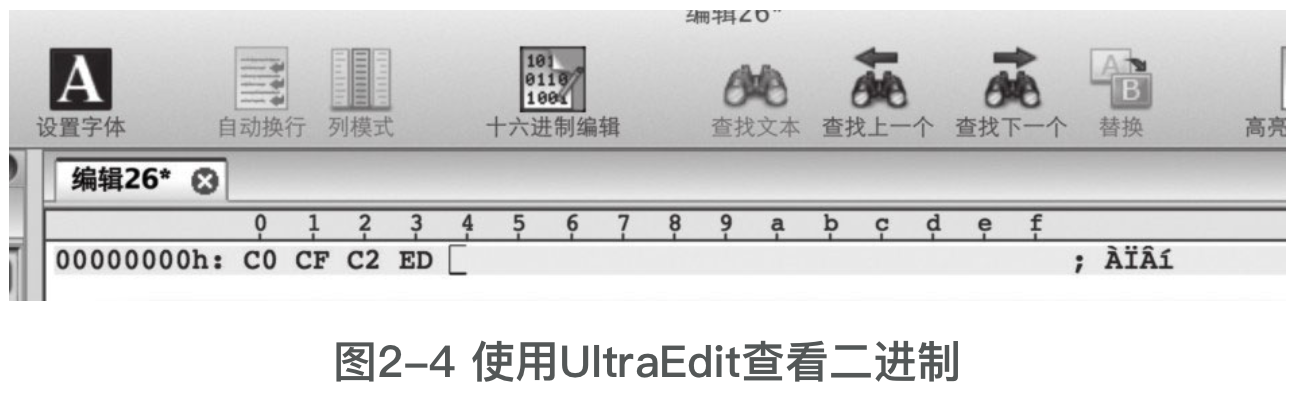 编辑26*
A
101
0110
1001
A
B
设置字体 自动换行 列模式 十六进制编辑 查找文本 查找上一个 查找下一个 替换 高亮
编辑26*
0 1 2 3 4 5 6 7 8 9 a b c d e f
00000000h: C0 CF C2 ED ; ÀÏÂí
图2-4 使用UltraEdit查看二进制